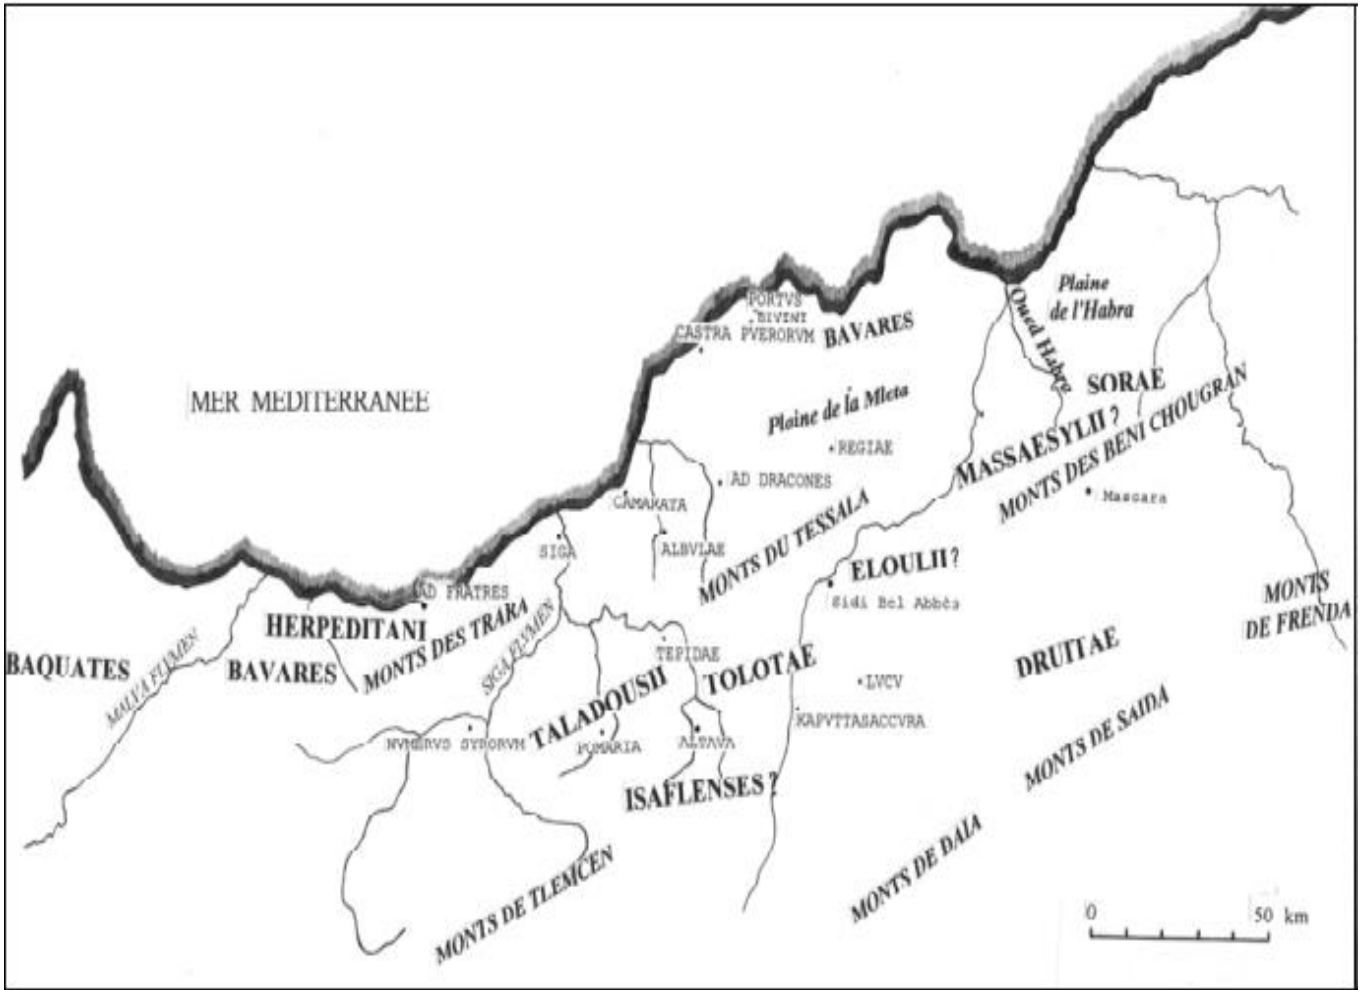 PORTVS
DIVINI
CASTRA PVERORVM
BAVARES
Plaine
de l'Habra
Oued Habra
MER MEDITERRANEE
SORAE
Plaine de la Mleta
MASSAESYLII ?
REGIAE
MONTS DES BENI CHOUGRAN
AD DRACONES
Mascara
CAMARATA
MONTS DU TESSALA
SIGA
ALBVLAE
ELOULII ?
AD FRATRES
Sidi Bel Abbès
MONTS
DE FRENDA
HERPEDITANI
MONTS DES TRARA
SIGA FLVMEN
BAQUATES
BAVARES
MALVA FLVMEN
TEPIDAE
TOLOTAE
DRUITAE
TALADOUSII
LVCV
KAPVTTASACCVRA
NVMERVS SYRORVM
POMARIA
ALTAVA
MONTS DE SAIDA
ISAFLENSES ?
MONTS DE DAIA
MONTS DE TLEMCEN
0 50 km